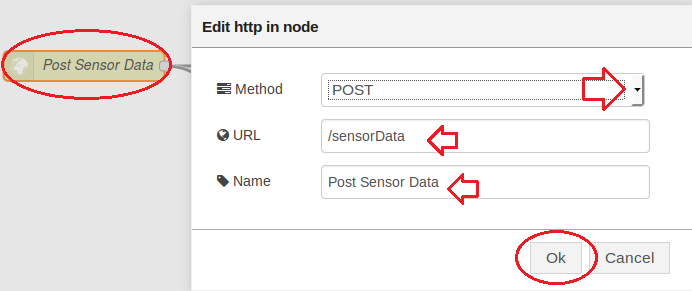 Edit http in node
Post Sensor Data
Method
POST
URL
/sensorData
Name
Post Sensor Data
Ok
Cancel